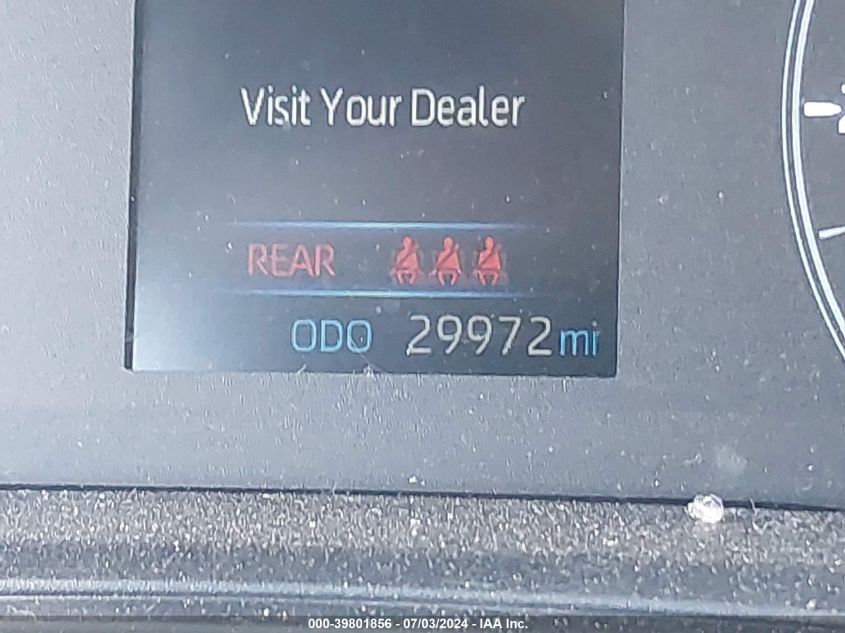 Visit Your Dealer
REAR
ODO 29972 mi
000-39801856 - 07/03/2024 - IAA Inc.